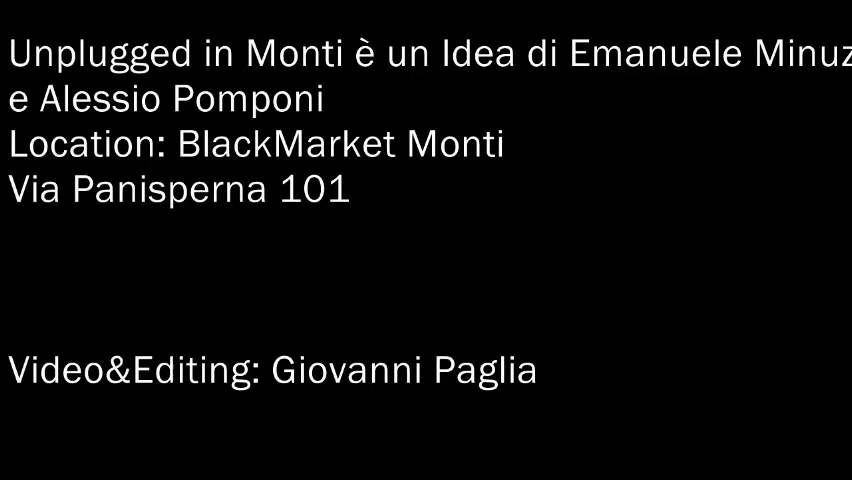 Unplugged in Monti è un Idea di Emanuele
e Alessio Pomponi
Location: BlackMarket Monti
Via Panisperna 101
Video&Editing: Giovanni Paglia